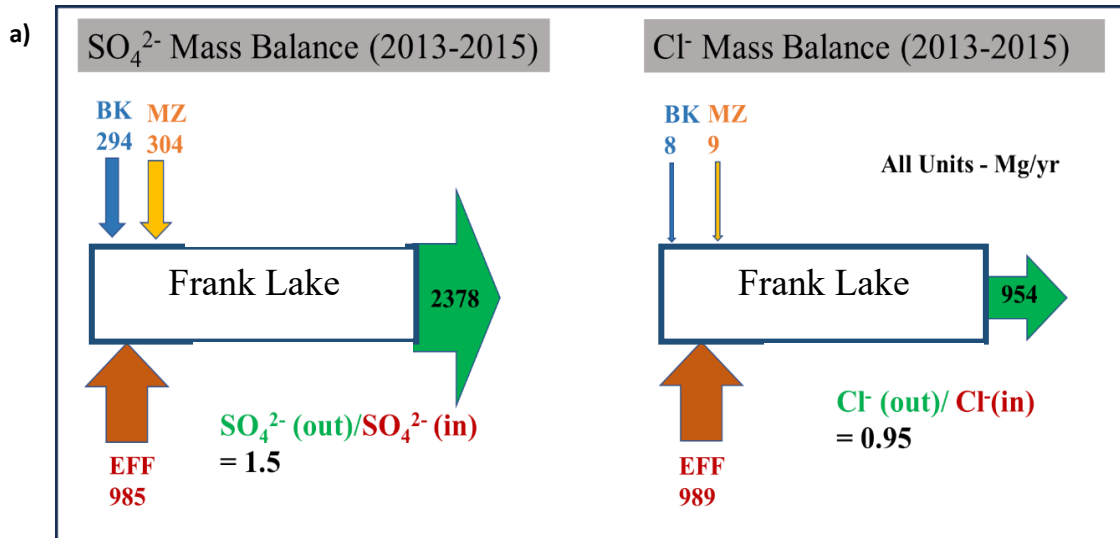 a)
SO₄²⁻ Mass Balance (2013-2015)
BK MZ
294 304
Frank Lake
2378
SO₄²⁻ (out)/SO₄²⁻ (in)
= 1.5
EFF
985
Cl⁻ Mass Balance (2013-2015)
BK MZ
8 9
All Units - Mg/yr
Frank Lake
954
Cl⁻ (out)/ Cl⁻(in)
= 0.95
EFF
989